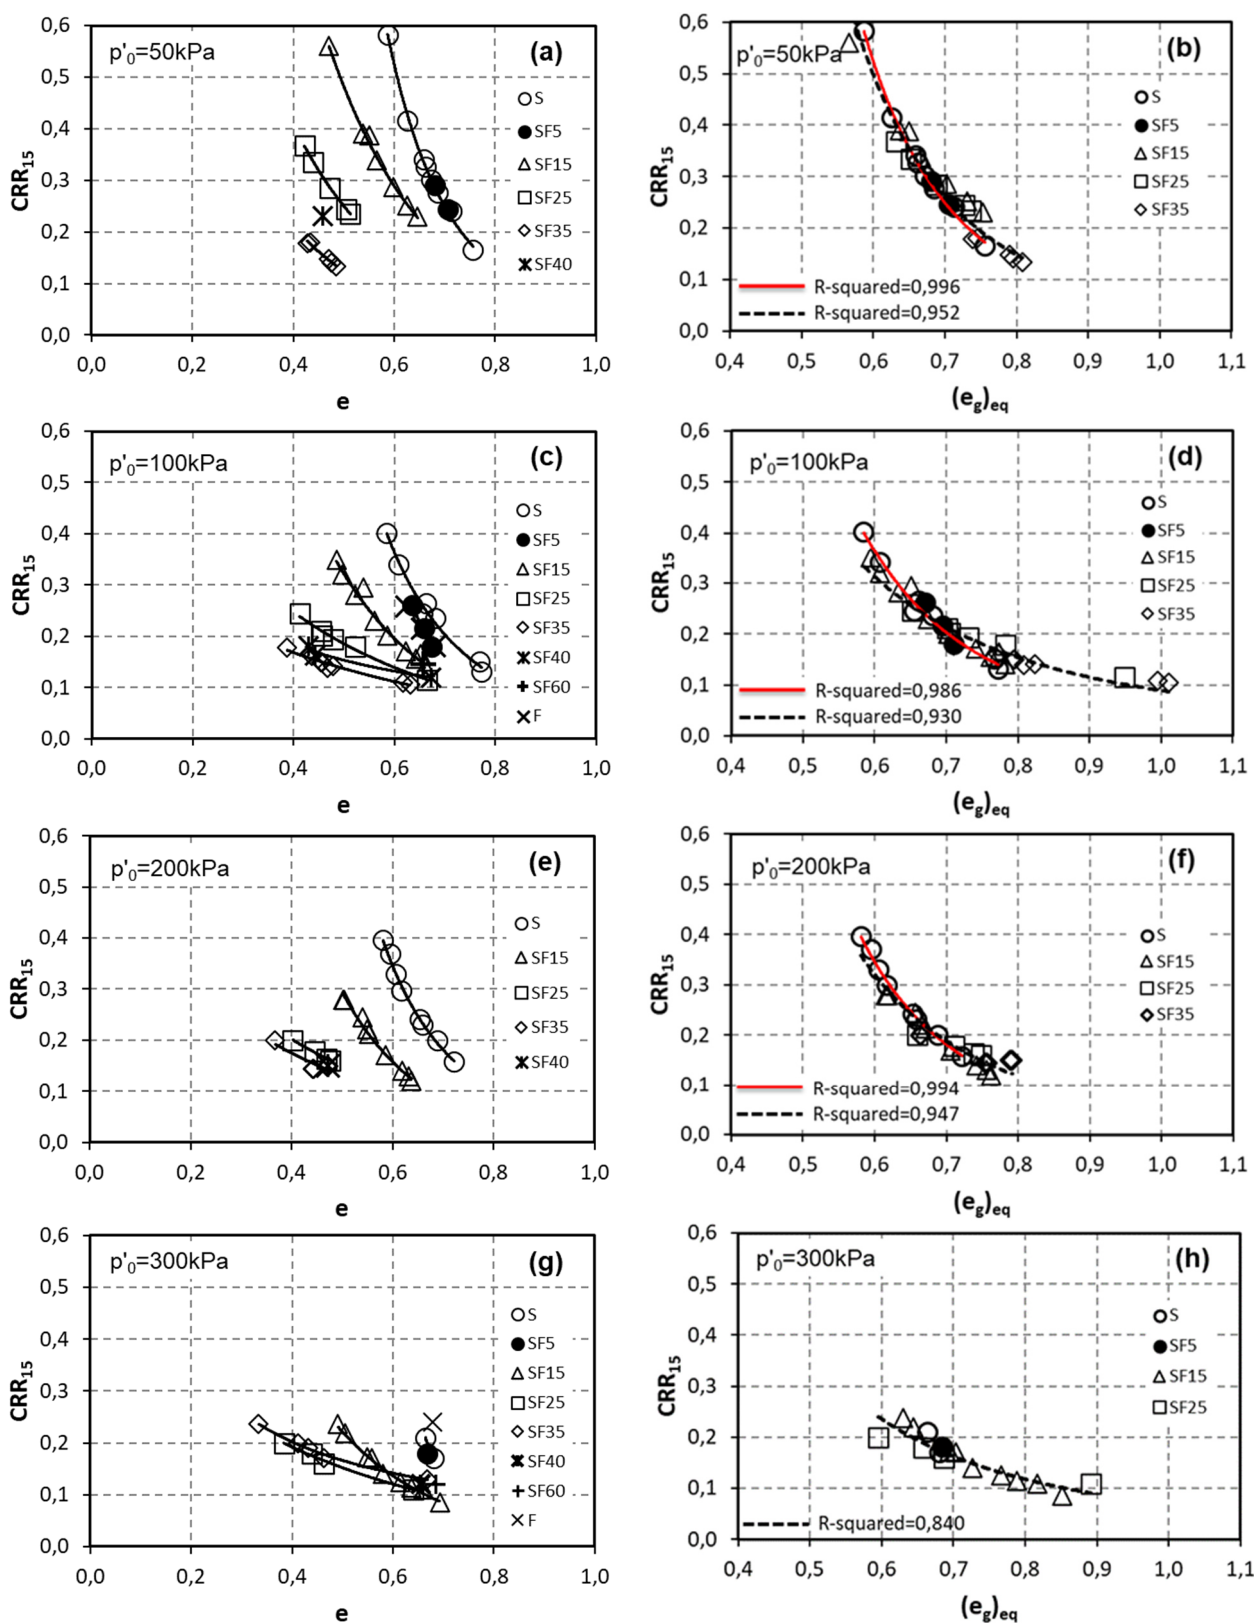 0,6
0,5
0,4
0,3
0,2
0,1
0,0
CRR15
p'0=50kPa
(a)
S
SF5
SF15
SF25
SF35
SF40
0,0 0,2 0,4 0,6 0,8 1,0
e
0,6
0,5
0,4
0,3
0,2
0,1
0,0
CRR15
p'0=50kPa
(b)
S
SF5
SF15
SF25
SF35
R-squared=0,996
R-squared=0,952
0,4 0,5 0,6 0,7 0,8 0,9 1,0 1,1
(eg)eq
0,6
0,5
0,4
0,3
0,2
0,1
0,0
CRR15
p'0=100kPa
(c)
S
SF5
SF15
SF25
SF35
SF40
SF60
F
0,0 0,2 0,4 0,6 0,8 1,0
e
0,6
0,5
0,4
0,3
0,2
0,1
0,0
CRR15
p'0=100kPa
(d)
S
SF5
SF15
SF25
SF35
R-squared=0,986
R-squared=0,930
0,4 0,5 0,6 0,7 0,8 0,9 1,0 1,1
(eg)eq
0,6
0,5
0,4
0,3
0,2
0,1
0,0
CRR15
p'0=200kPa
(e)
S
SF15
SF25
SF35
SF40
0,0 0,2 0,4 0,6 0,8 1,0
e
0,6
0,5
0,4
0,3
0,2
0,1
0,0
CRR15
p'0=200kPa
(f)
S
SF15
SF25
SF35
R-squared=0,994
R-squared=0,947
0,4 0,5 0,6 0,7 0,8 0,9 1,0 1,1
(eg)eq
0,6
0,5
0,4
0,3
0,2
0,1
0,0
CRR15
p'0=300kPa
(g)
S
SF5
SF15
SF25
SF35
SF40
SF60
F
0,0 0,2 0,4 0,6 0,8 1,0
e
0,6
0,5
0,4
0,3
0,2
0,1
0,0
CRR15
p'0=300kPa
(h)
S
SF5
SF15
SF25
R-squared=0,840
0,4 0,5 0,6 0,7 0,8 0,9 1,0 1,1
(eg)eq